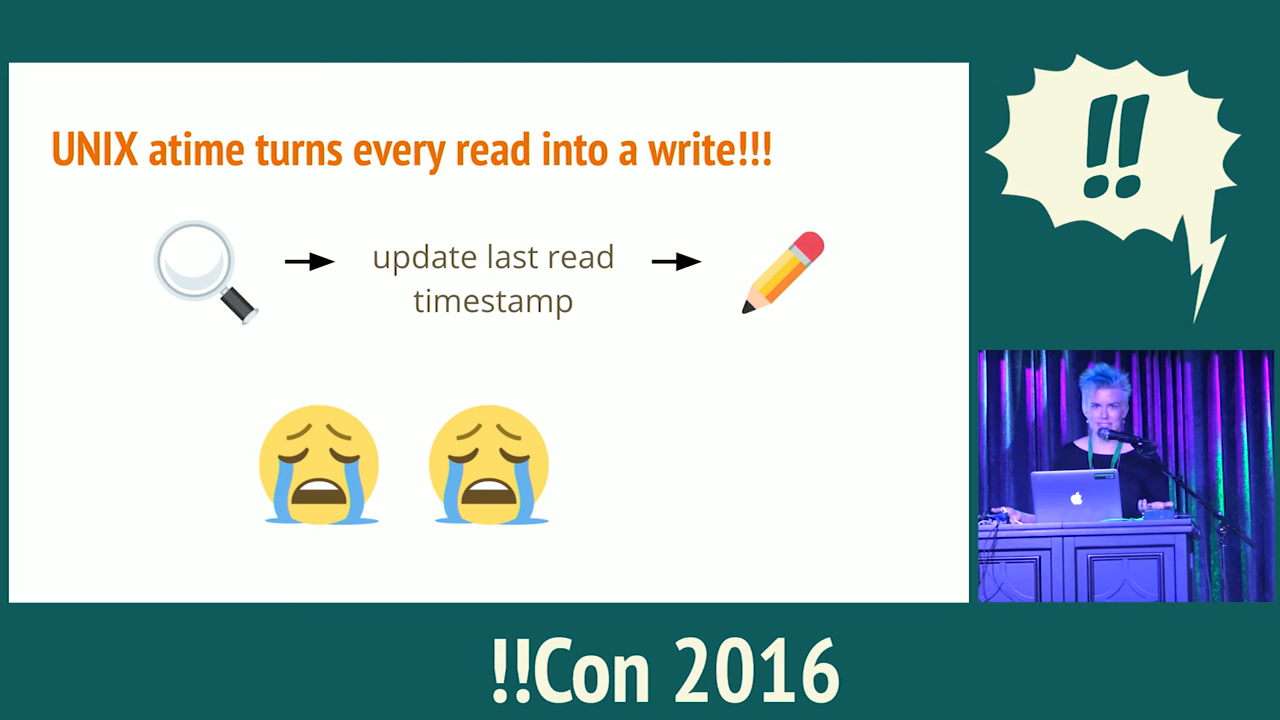 UNIX atime turns every read into a write!!!
update last read
timestamp
!!
!!Con 2016